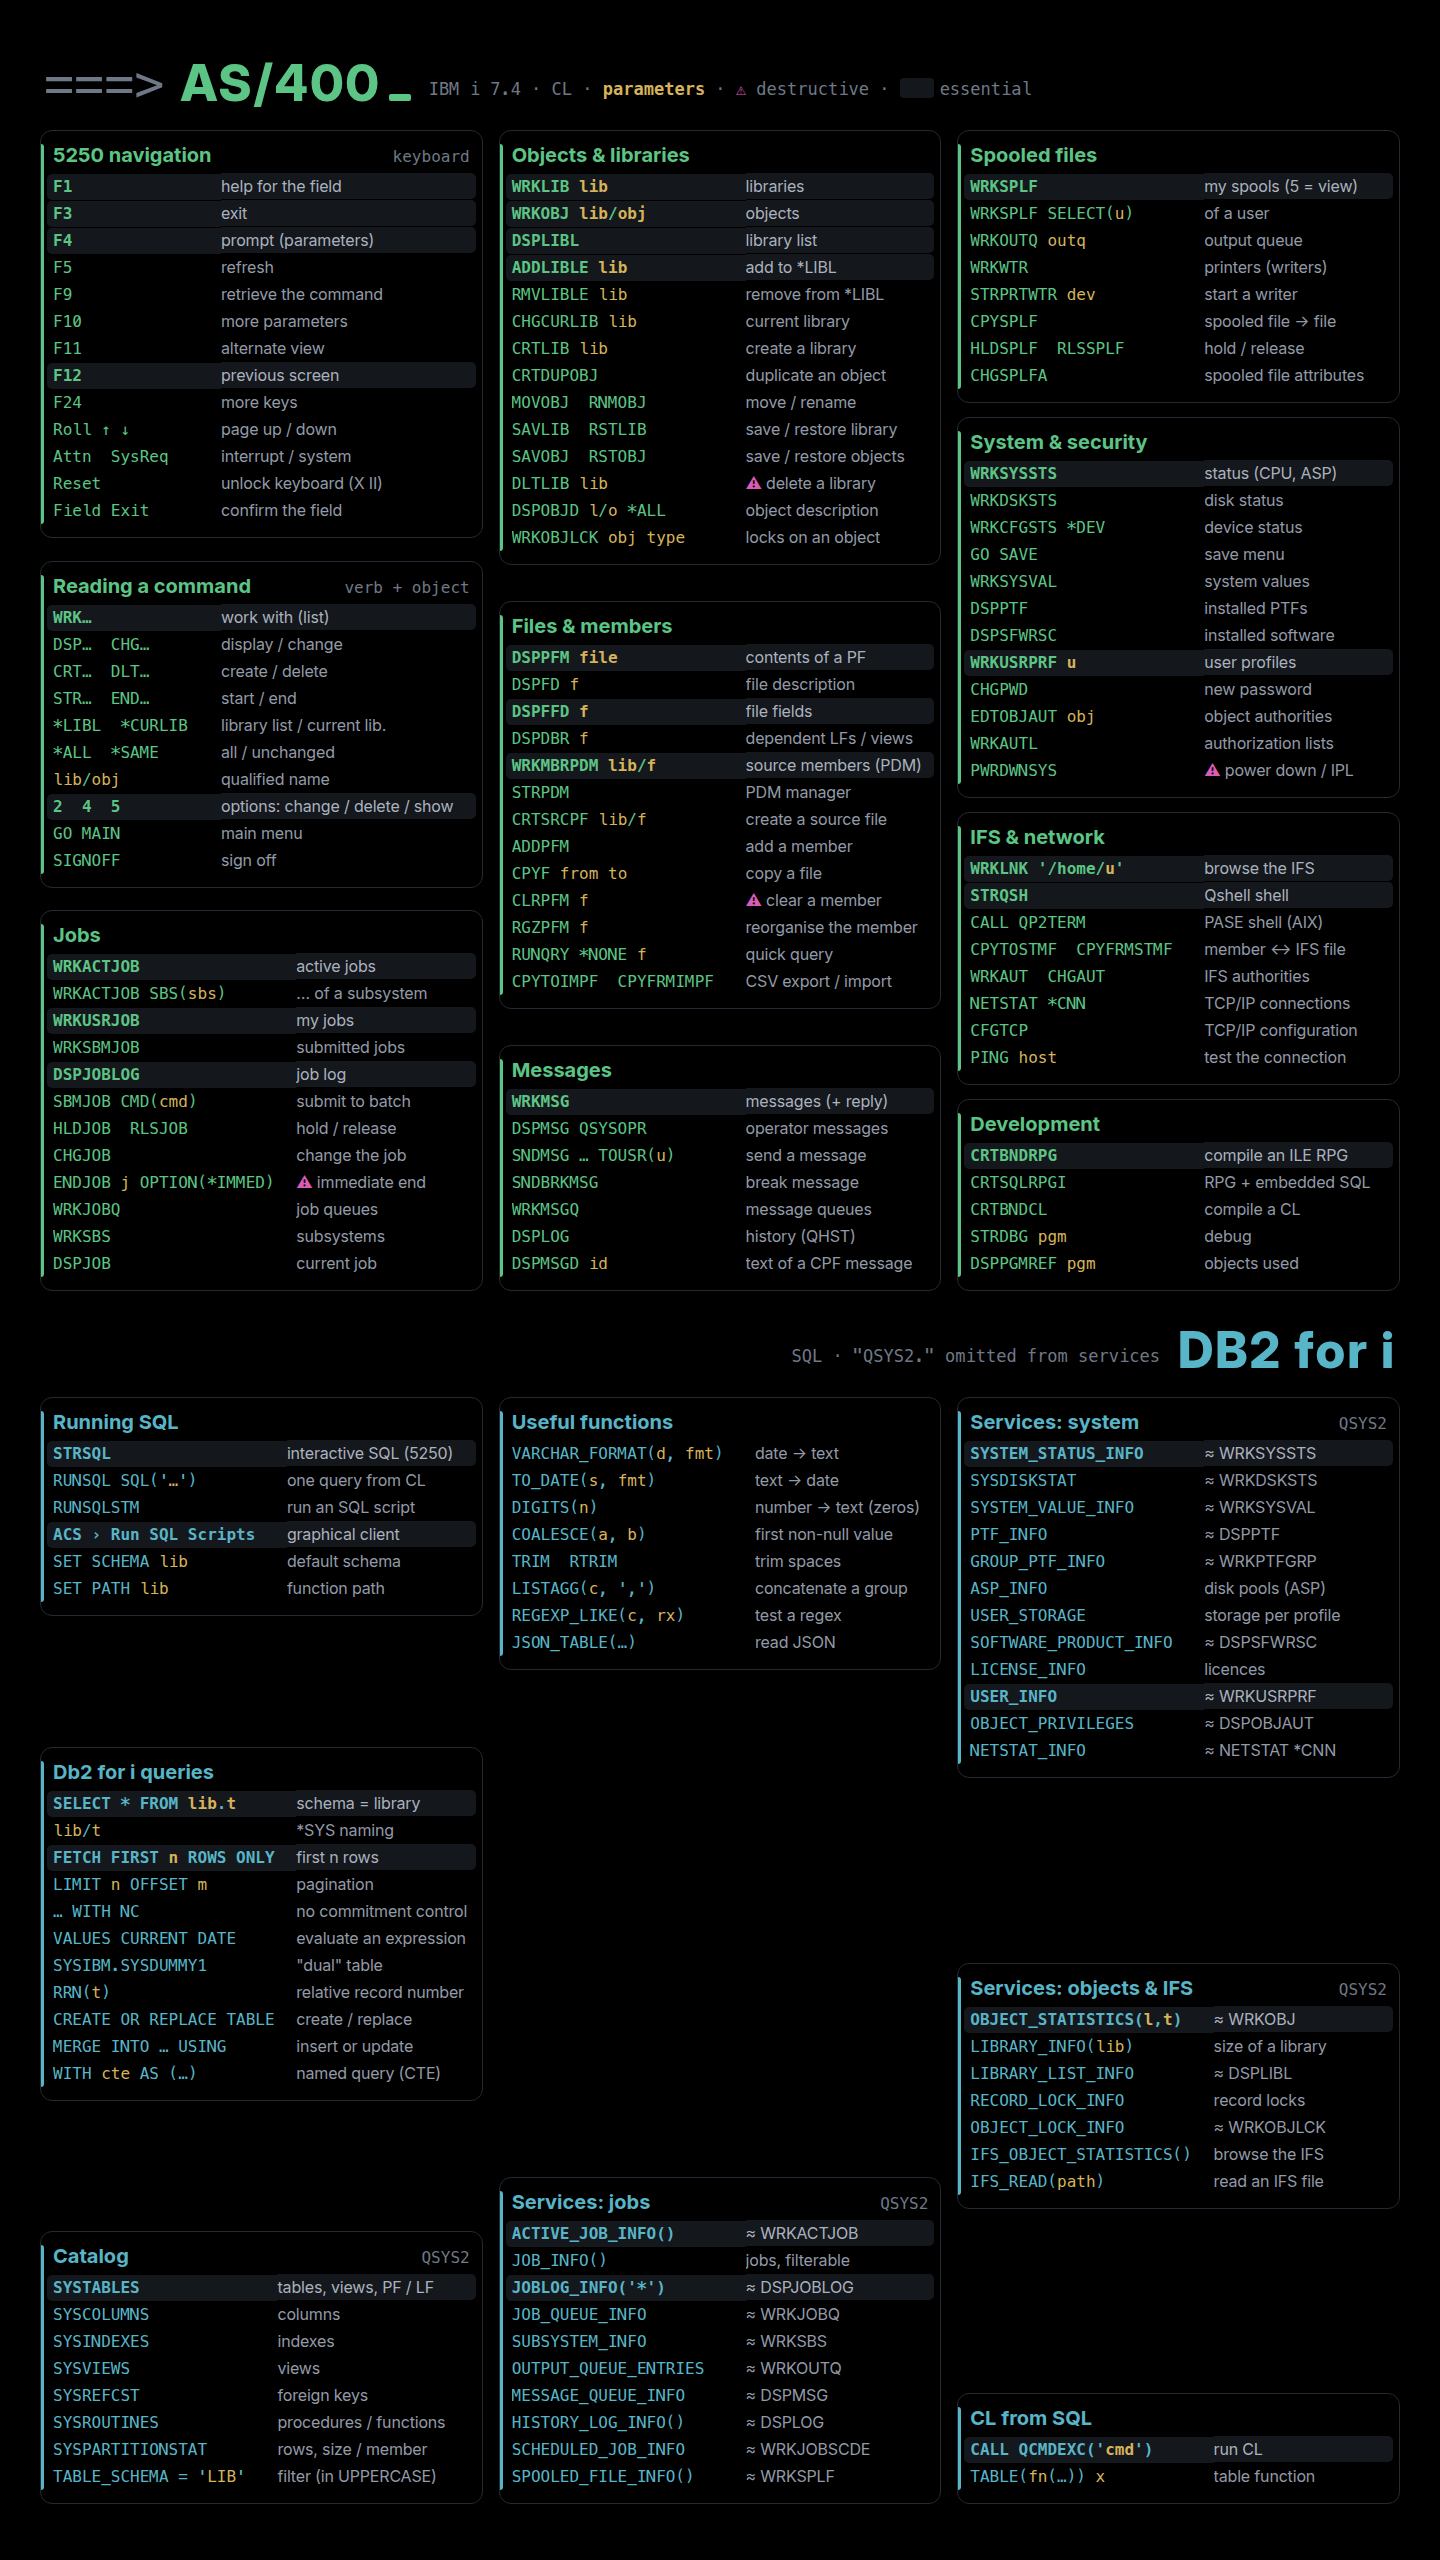 ===> AS/400_ IBM i 7.4 · CL · parameters · ⚠ destructive · essential
5250 navigation keyboard
F1 help for the field
F3 exit
F4 prompt (parameters)
F5 refresh
F9 retrieve the command
F10 more parameters
F11 alternate view
F12 previous screen
F24 more keys
Roll ↑ ↓ page up / down
Attn SysReq interrupt / system
Reset unlock keyboard (X II)
Field Exit confirm the field
Reading a command verb + object
WRK… work with (list)
DSP… CHG… display / change
CRT… DLT… create / delete
STR… END… start / end
*LIBL *CURLIB library list / current lib.
*ALL *SAME all / unchanged
lib/obj qualified name
2 4 5 options: change / delete / show
GO MAIN main menu
SIGNOFF sign off
Jobs
WRKACTJOB active jobs
WRKACTJOB SBS(sbs) … of a subsystem
WRKUSRJOB my jobs
WRKSBMJOB submitted jobs
DSPJOBLOG job log
SBMJOB CMD(cmd) submit to batch
HLDJOB RLSJOB hold / release
CHGJOB change the job
ENDJOB j OPTION(*IMMED) ⚠ immediate end
WRKJOBQ job queues
WRKSBS subsystems
DSPJOB current job
Objects & libraries
WRKLIB lib libraries
WRKOBJ lib/obj objects
DSPLIBL library list
ADDLIBLE lib add to *LIBL
RMVLIBLE lib remove from *LIBL
CHGCURLIB lib current library
CRTLIB lib create a library
CRTDUPOBJ duplicate an object
MOVOBJ RNMOBJ move / rename
SAVLIB RSTLIB save / restore library
SAVOBJ RSTOBJ save / restore objects
DLTLIB lib ⚠ delete a library
DSPOBJD l/o *ALL object description
WRKOBJLCK obj type locks on an object
Files & members
DSPPFM file contents of a PF
DSPFD f file description
DSPFFD f file fields
DSPDBR f dependent LFs / views
WRKMBRPDM lib/f source members (PDM)
STRPDM PDM manager
CRTSRCPF lib/f create a source file
ADDPFM add a member
CPYF from to copy a file
CLRPFM f ⚠ clear a member
RGZPFM f reorganise the member
RUNQRY *NONE f quick query
CPYTOIMPF CPYFRMIMPF CSV export / import
Messages
WRKMSG messages (+ reply)
DSPMSG QSYSOPR operator messages
SNDMSG … TOUSR(u) send a message
SNDBRKMSG break message
WRKMSGQ message queues
DSPLOG history (QHST)
DSPMSGD id text of a CPF message
Spooled files
WRKSPLF my spools (5 = view)
WRKSPLF SELECT(u) of a user
WRKOUTQ outq output queue
WRKWTR printers (writers)
STRPRTWTR dev start a writer
CPYSPLF spooled file → file
HLDSPLF RLSSPLF hold / release
CHGSPLFA spooled file attributes
System & security
WRKSYSSTS status (CPU, ASP)
WRKDSKSTS disk status
WRKCFGSTS *DEV device status
GO SAVE save menu
WRKSYSVAL system values
DSPPTF installed PTFs
DSPSFWRSC installed software
WRKUSRPRF u user profiles
CHGPWD new password
EDTOBJAUT obj object authorities
WRKAUTL authorization lists
PWRDWNSYS ⚠ power down / IPL
IFS & network
WRKLNK '/home/u' browse the IFS
STRQSH Qshell shell
CALL QP2TERM PASE shell (AIX)
CPYTOSTMF CPYFRMSTMF member ↔ IFS file
WRKAUT CHGAUT IFS authorities
NETSTAT *CNN TCP/IP connections
CFGTCP TCP/IP configuration
PING host test the connection
Development
CRTBNDRPG compile an ILE RPG
CRTSQLRPGI RPG + embedded SQL
CRTBNDCL compile a CL
STRDBG pgm debug
DSPPGMREF pgm objects used
SQL · "QSYS2." omitted from services DB2 for i
Running SQL
STRSQL interactive SQL (5250)
RUNSQL SQL('…') one query from CL
RUNSQLSTM run an SQL script
ACS › Run SQL Scripts graphical client
SET SCHEMA lib default schema
SET PATH lib function path
Db2 for i queries
SELECT * FROM lib.t schema = library
lib/t *SYS naming
FETCH FIRST n ROWS ONLY first n rows
LIMIT n OFFSET m pagination
… WITH NC no commitment control
VALUES CURRENT DATE evaluate an expression
SYSIBM.SYSDUMMY1 "dual" table
RRN(t) relative record number
CREATE OR REPLACE TABLE create / replace
MERGE INTO … USING insert or update
WITH cte AS (…) named query (CTE)
Catalog QSYS2
SYSTABLES tables, views, PF / LF
SYSCOLUMNS columns
SYSINDEXES indexes
SYSVIEWS views
SYSREFCST foreign keys
SYSROUTINES procedures / functions
SYSPARTITIONSTAT rows, size / member
TABLE_SCHEMA = 'LIB' filter (in UPPERCASE)
Useful functions
VARCHAR_FORMAT(d, fmt) date → text
TO_DATE(s, fmt) text → date
DIGITS(n) number → text (zeros)
COALESCE(a, b) first non-null value
TRIM RTRIM trim spaces
LISTAGG(c, ',') concatenate a group
REGEXP_LIKE(c, rx) test a regex
JSON_TABLE(…) read JSON
Services: jobs QSYS2
ACTIVE_JOB_INFO() ≈ WRKACTJOB
JOB_INFO() jobs, filterable
JOBLOG_INFO('*') ≈ DSPJOBLOG
JOB_QUEUE_INFO ≈ WRKJOBQ
SUBSYSTEM_INFO ≈ WRKSBS
OUTPUT_QUEUE_ENTRIES ≈ WRKOUTQ
MESSAGE_QUEUE_INFO ≈ DSPMSG
HISTORY_LOG_INFO() ≈ DSPLOG
SCHEDULED_JOB_INFO ≈ WRKJOBSCDE
SPOOLED_FILE_INFO() ≈ WRKSPLF
Services: system QSYS2
SYSTEM_STATUS_INFO ≈ WRKSYSSTS
SYSDISKSTAT ≈ WRKDSKSTS
SYSTEM_VALUE_INFO ≈ WRKSYSVAL
PTF_INFO ≈ DSPPTF
GROUP_PTF_INFO ≈ WRKPTFGRP
ASP_INFO disk pools (ASP)
USER_STORAGE storage per profile
SOFTWARE_PRODUCT_INFO ≈ DSPSFWRSC
LICENSE_INFO licences
USER_INFO ≈ WRKUSRPRF
OBJECT_PRIVILEGES ≈ DSPOBJAUT
NETSTAT_INFO ≈ NETSTAT *CNN
Services: objects & IFS QSYS2
OBJECT_STATISTICS(l,t) ≈ WRKOBJ
LIBRARY_INFO(lib) size of a library
LIBRARY_LIST_INFO ≈ DSPLIBL
RECORD_LOCK_INFO record locks
OBJECT_LOCK_INFO ≈ WRKOBJLCK
IFS_OBJECT_STATISTICS() browse the IFS
IFS_READ(path) read an IFS file
CL from SQL
CALL QCMDEXC('cmd') run CL
TABLE(fn(…)) x table function